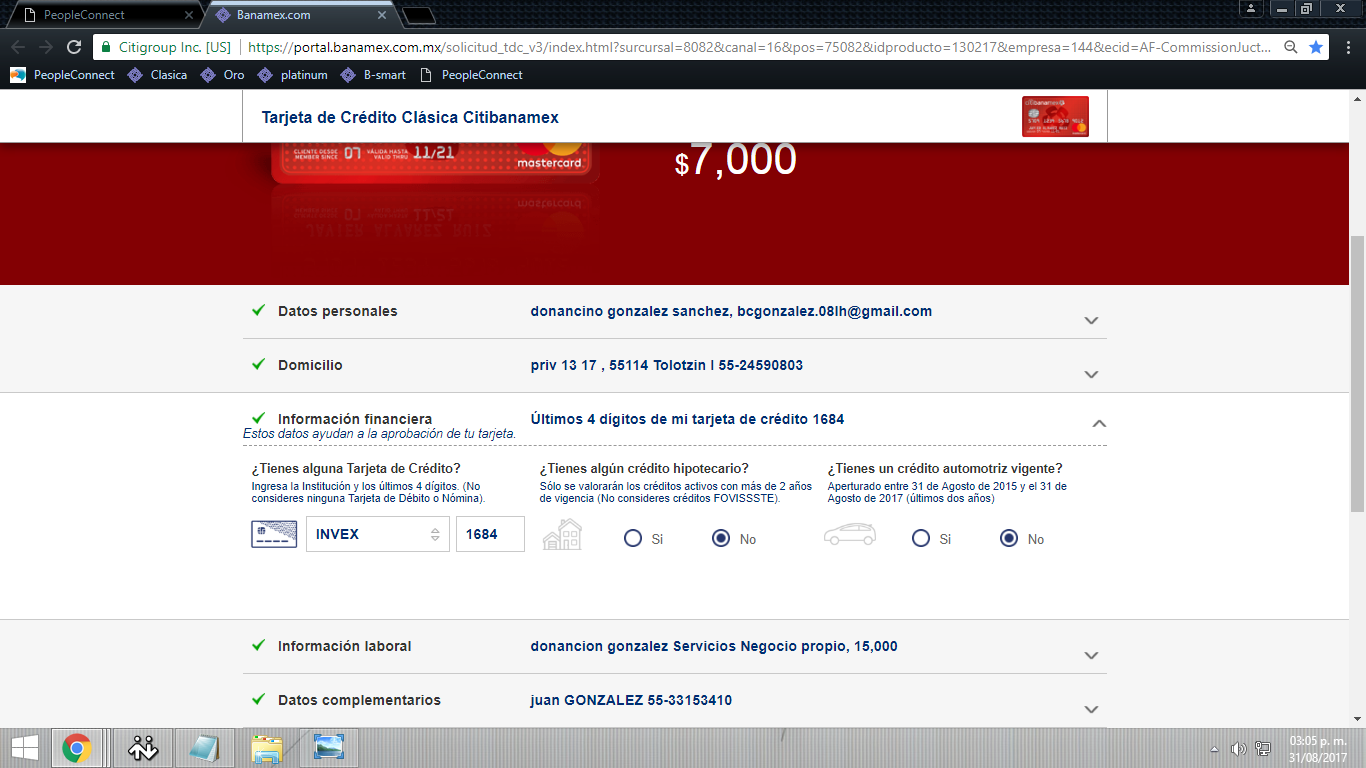 PeopleConnect
Banamex.com
Citigroup Inc. [US]
https://portal.banamex.com.mx/solicitud_tdc_v3/index.html?surcursal=8082&canal=16&pos=75082&idproducto=130217&empresa=144&ecid=AF-CommissionJuct...
PeopleConnect Clasica Oro platinum B-smart PeopleConnect
Tarjeta de Crédito Clásica Citibanamex
citibanamex
CLIENTE DESDE
MEMBER SINCE 07 VÁLIDA HASTA
VALID THRU 11/21
mastercard
$7,000
JAVIER ALVAREZ RUIZ
Datos personales donancino gonzalez sanchez, bcgonzalez.08lh@gmail.com
Domicilio priv 13 17 , 55114 Tolotzin I 55-24590803
Información financiera Últimos 4 dígitos de mi tarjeta de crédito 1684
Estos datos ayudan a la aprobación de tu tarjeta.
¿Tienes alguna Tarjeta de Crédito?
Ingresa la Institución y los últimos 4 dígitos. (No
consideres ninguna Tarjeta de Débito o Nómina).
INVEX 1684
¿Tienes algún crédito hipotecario?
Sólo se valorarán los créditos activos con más de 2 años
de vigencia (No consideres créditos FOVISSSTE).
Si No
¿Tienes un crédito automotriz vigente?
Aperturado entre 31 de Agosto de 2015 y el 31 de
Agosto de 2017 (últimos dos años)
Si No
Información laboral donancion gonzalez Servicios Negocio propio, 15,000
Datos complementarios juan GONZALEZ 55-33153410
03:05 p. m.
31/08/2017